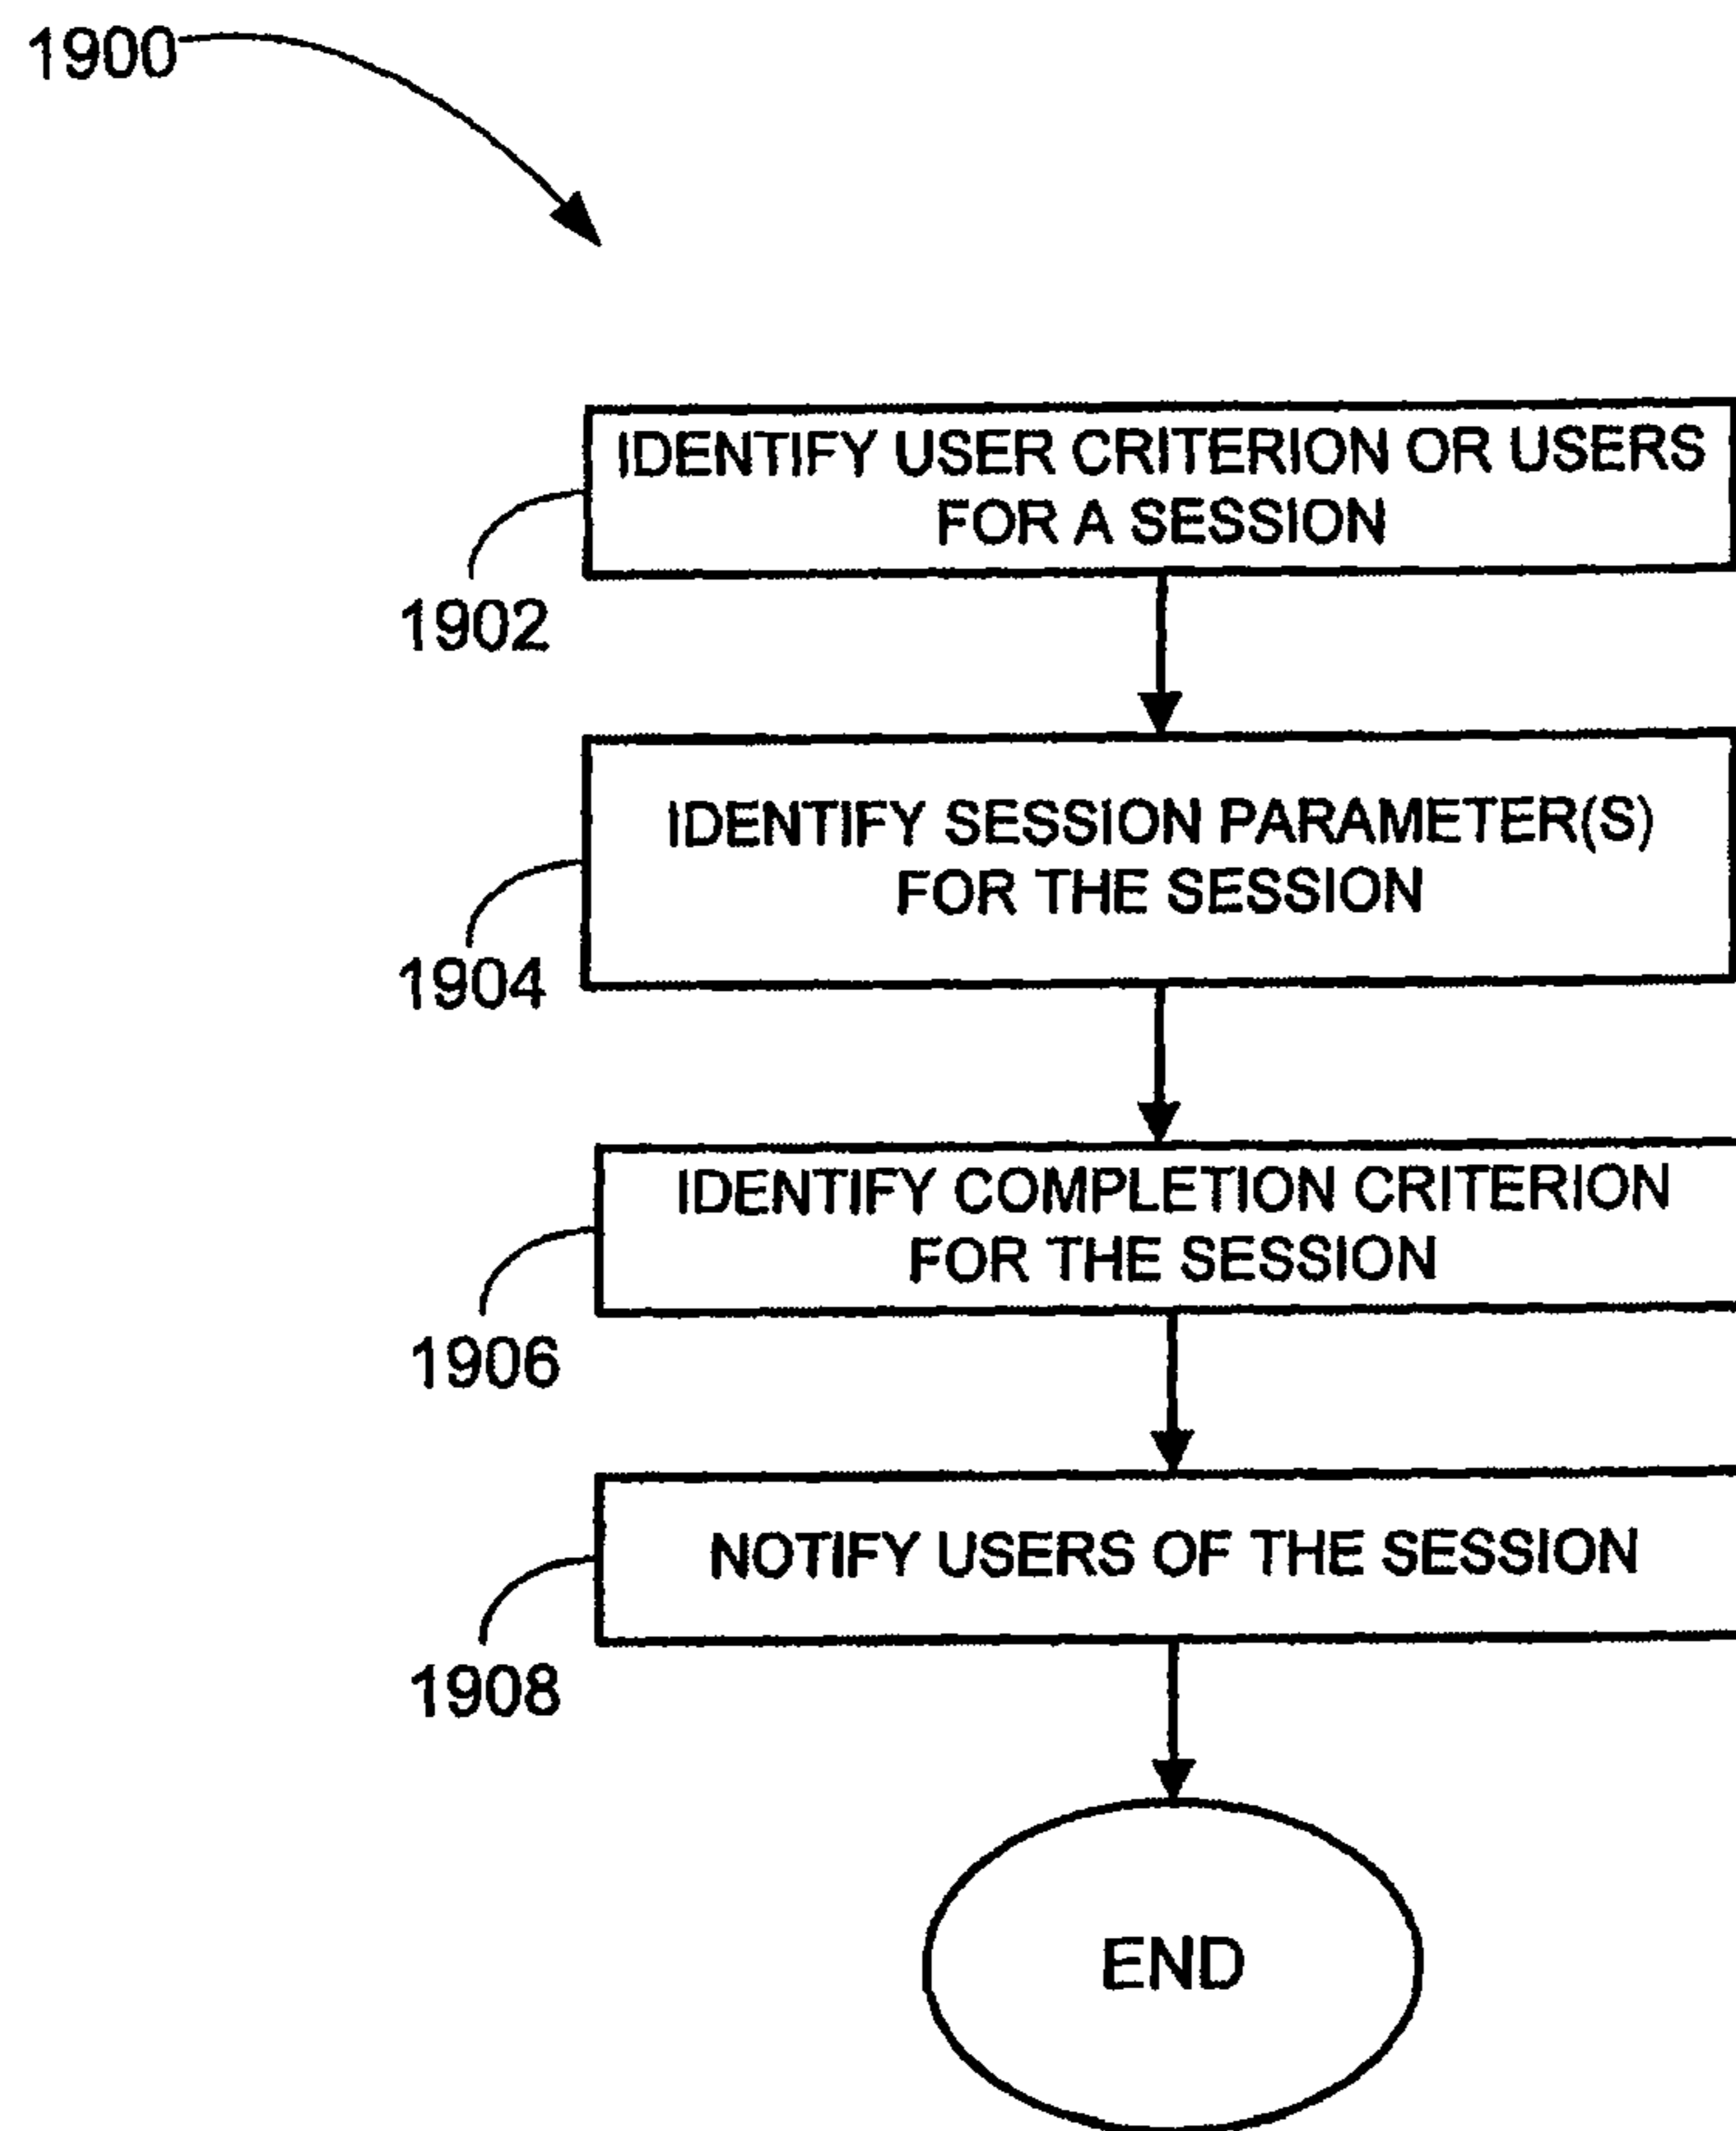 1900
IDENTIFY USER CRITERION OR USERS
FOR A SESSION
1902
IDENTIFY SESSION PARAMETER(S)
FOR THE SESSION
1904
IDENTIFY COMPLETION CRITERION
FOR THE SESSION
1906
NOTIFY USERS OF THE SESSION
1908
END